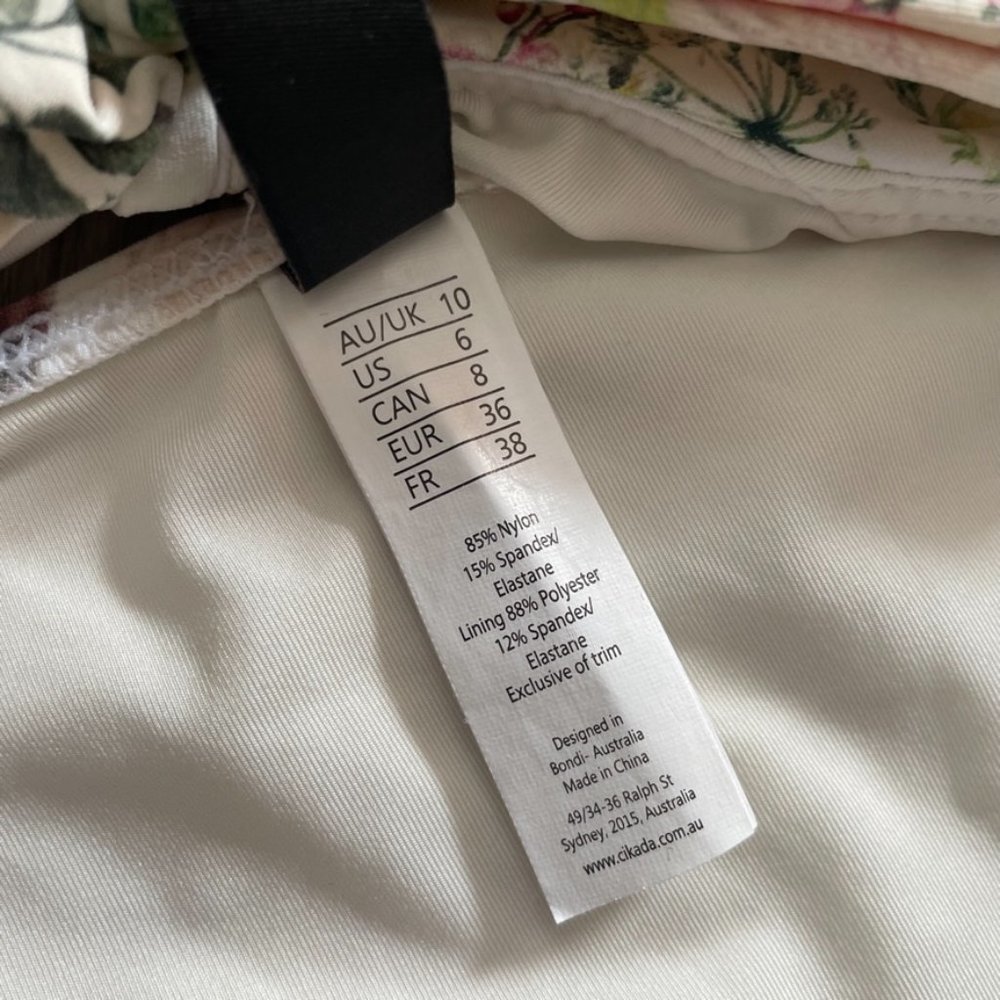 AU/UK 10
US 6
CAN 8
EUR 36
FR 38
85% Nylon
15% Spandex/
Elastane
Lining 88% Polyester
12% Spandex/
Elastane
Exclusive of trim
Designed in
Bondi- Australia
Made in China
49/34-36 Ralph St
Sydney, 2015, Australia
www.cikada.com.au